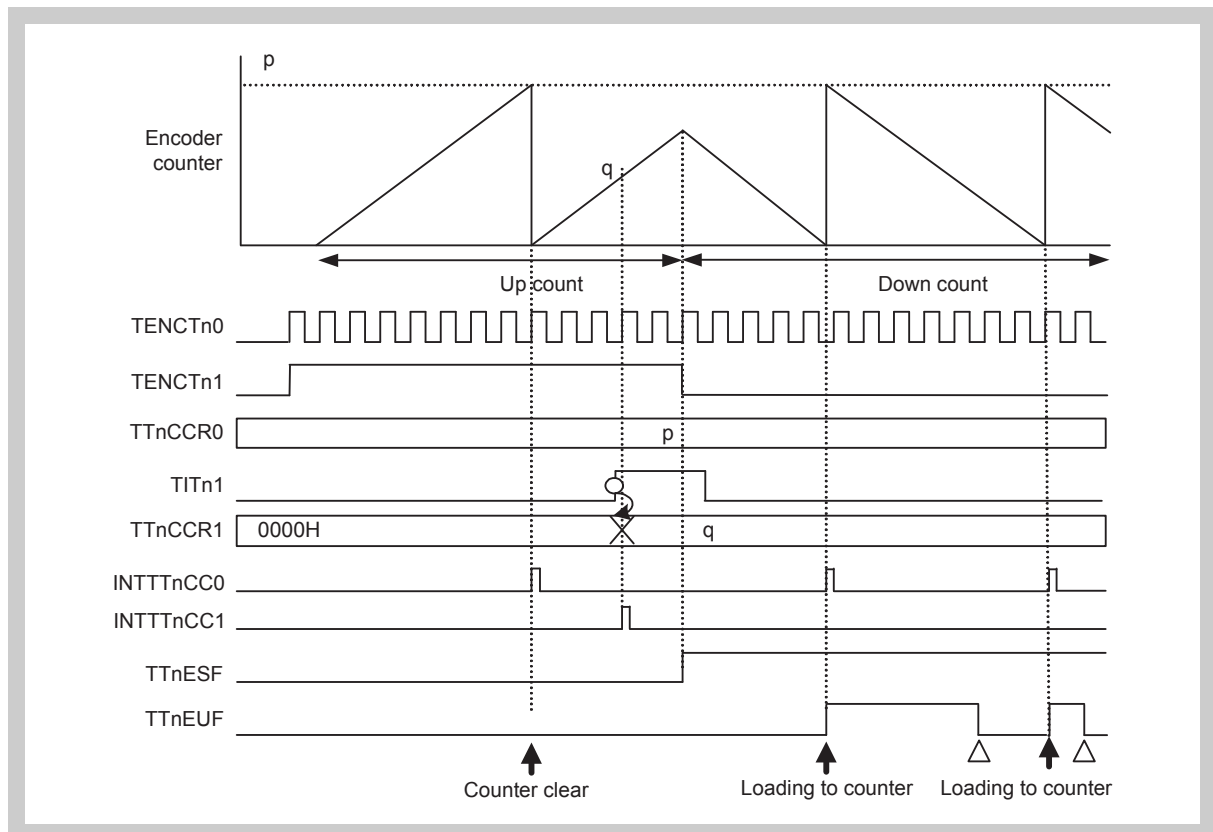 p
Encoder
counter
q
Up count
Down count
TENCTn0
TENCTn1
TTnCCR0
p
TITn1
TTnCCR1
0000H
q
INTTTnCC0
INTTTnCC1
TTnESF
TTnEUF
Counter clear
Loading to counter
Loading to counter